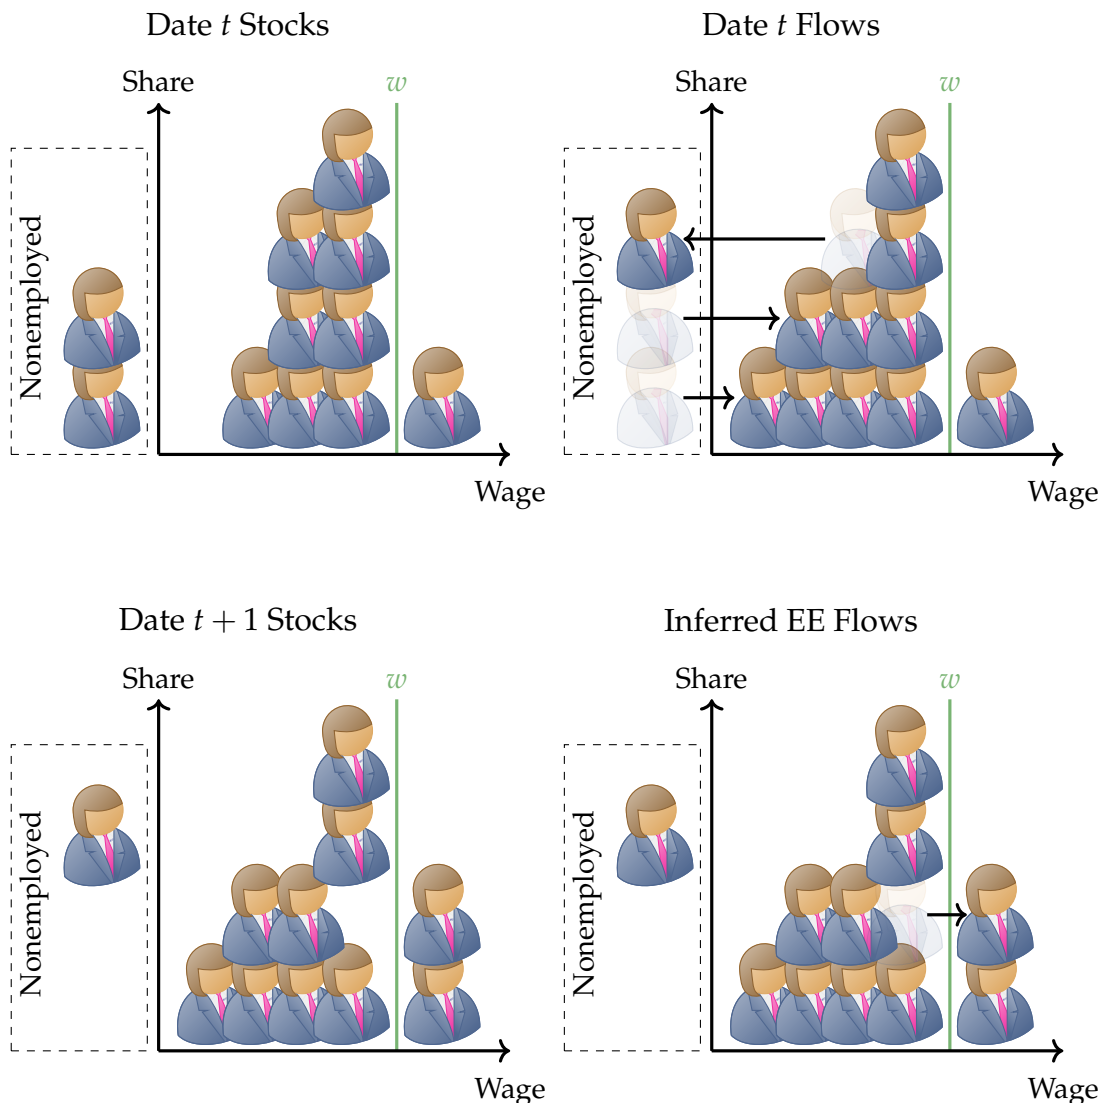 Date t Stocks
Share
w
Nonemployed
Wage
Date t Flows
Share
w
Nonemployed
Wage
Date t + 1 Stocks
Share
w
Nonemployed
Wage
Inferred EE Flows
Share
w
Nonemployed
Wage